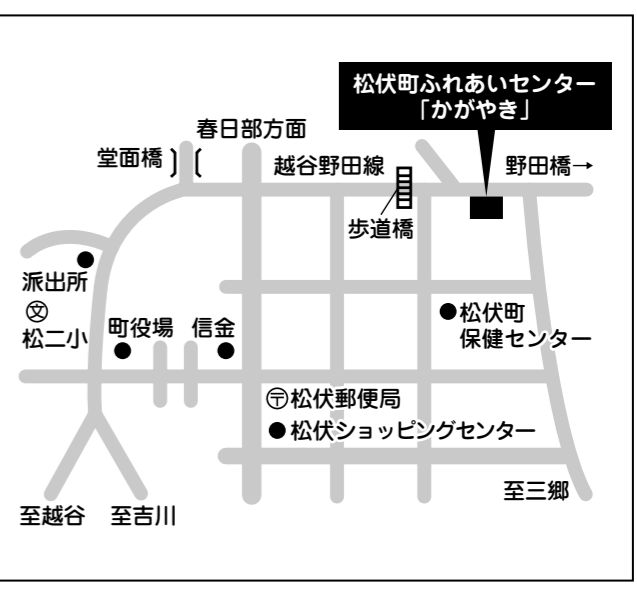 松伏町ふれあいセンター
「かがやき」
春日部方面
堂面橋
越谷野田線
野田橋→
歩道橋
派出所
文
松二小
町役場
信金
●松伏町
保健センター
〒松伏郵便局
●松伏ショッピングセンター
至三郷
至越谷
至吉川